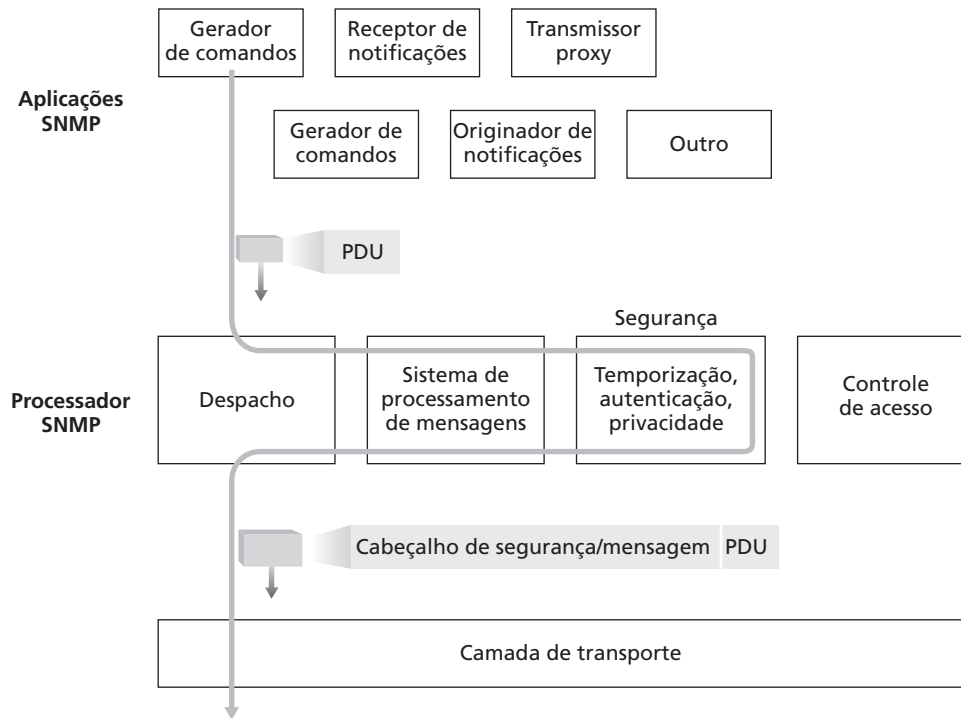 Gerador
de comandos
Receptor de
notificações
Transmissor
proxy
Aplicações
SNMP
Gerador de
comandos
Originador de
notificações
Outro
PDU
Segurança
Processador
SNMP
Despacho
Sistema de
processamento
de mensagens
Temporização,
autenticação,
privacidade
Controle
de acesso
Cabeçalho de segurança/mensagem PDU
Camada de transporte